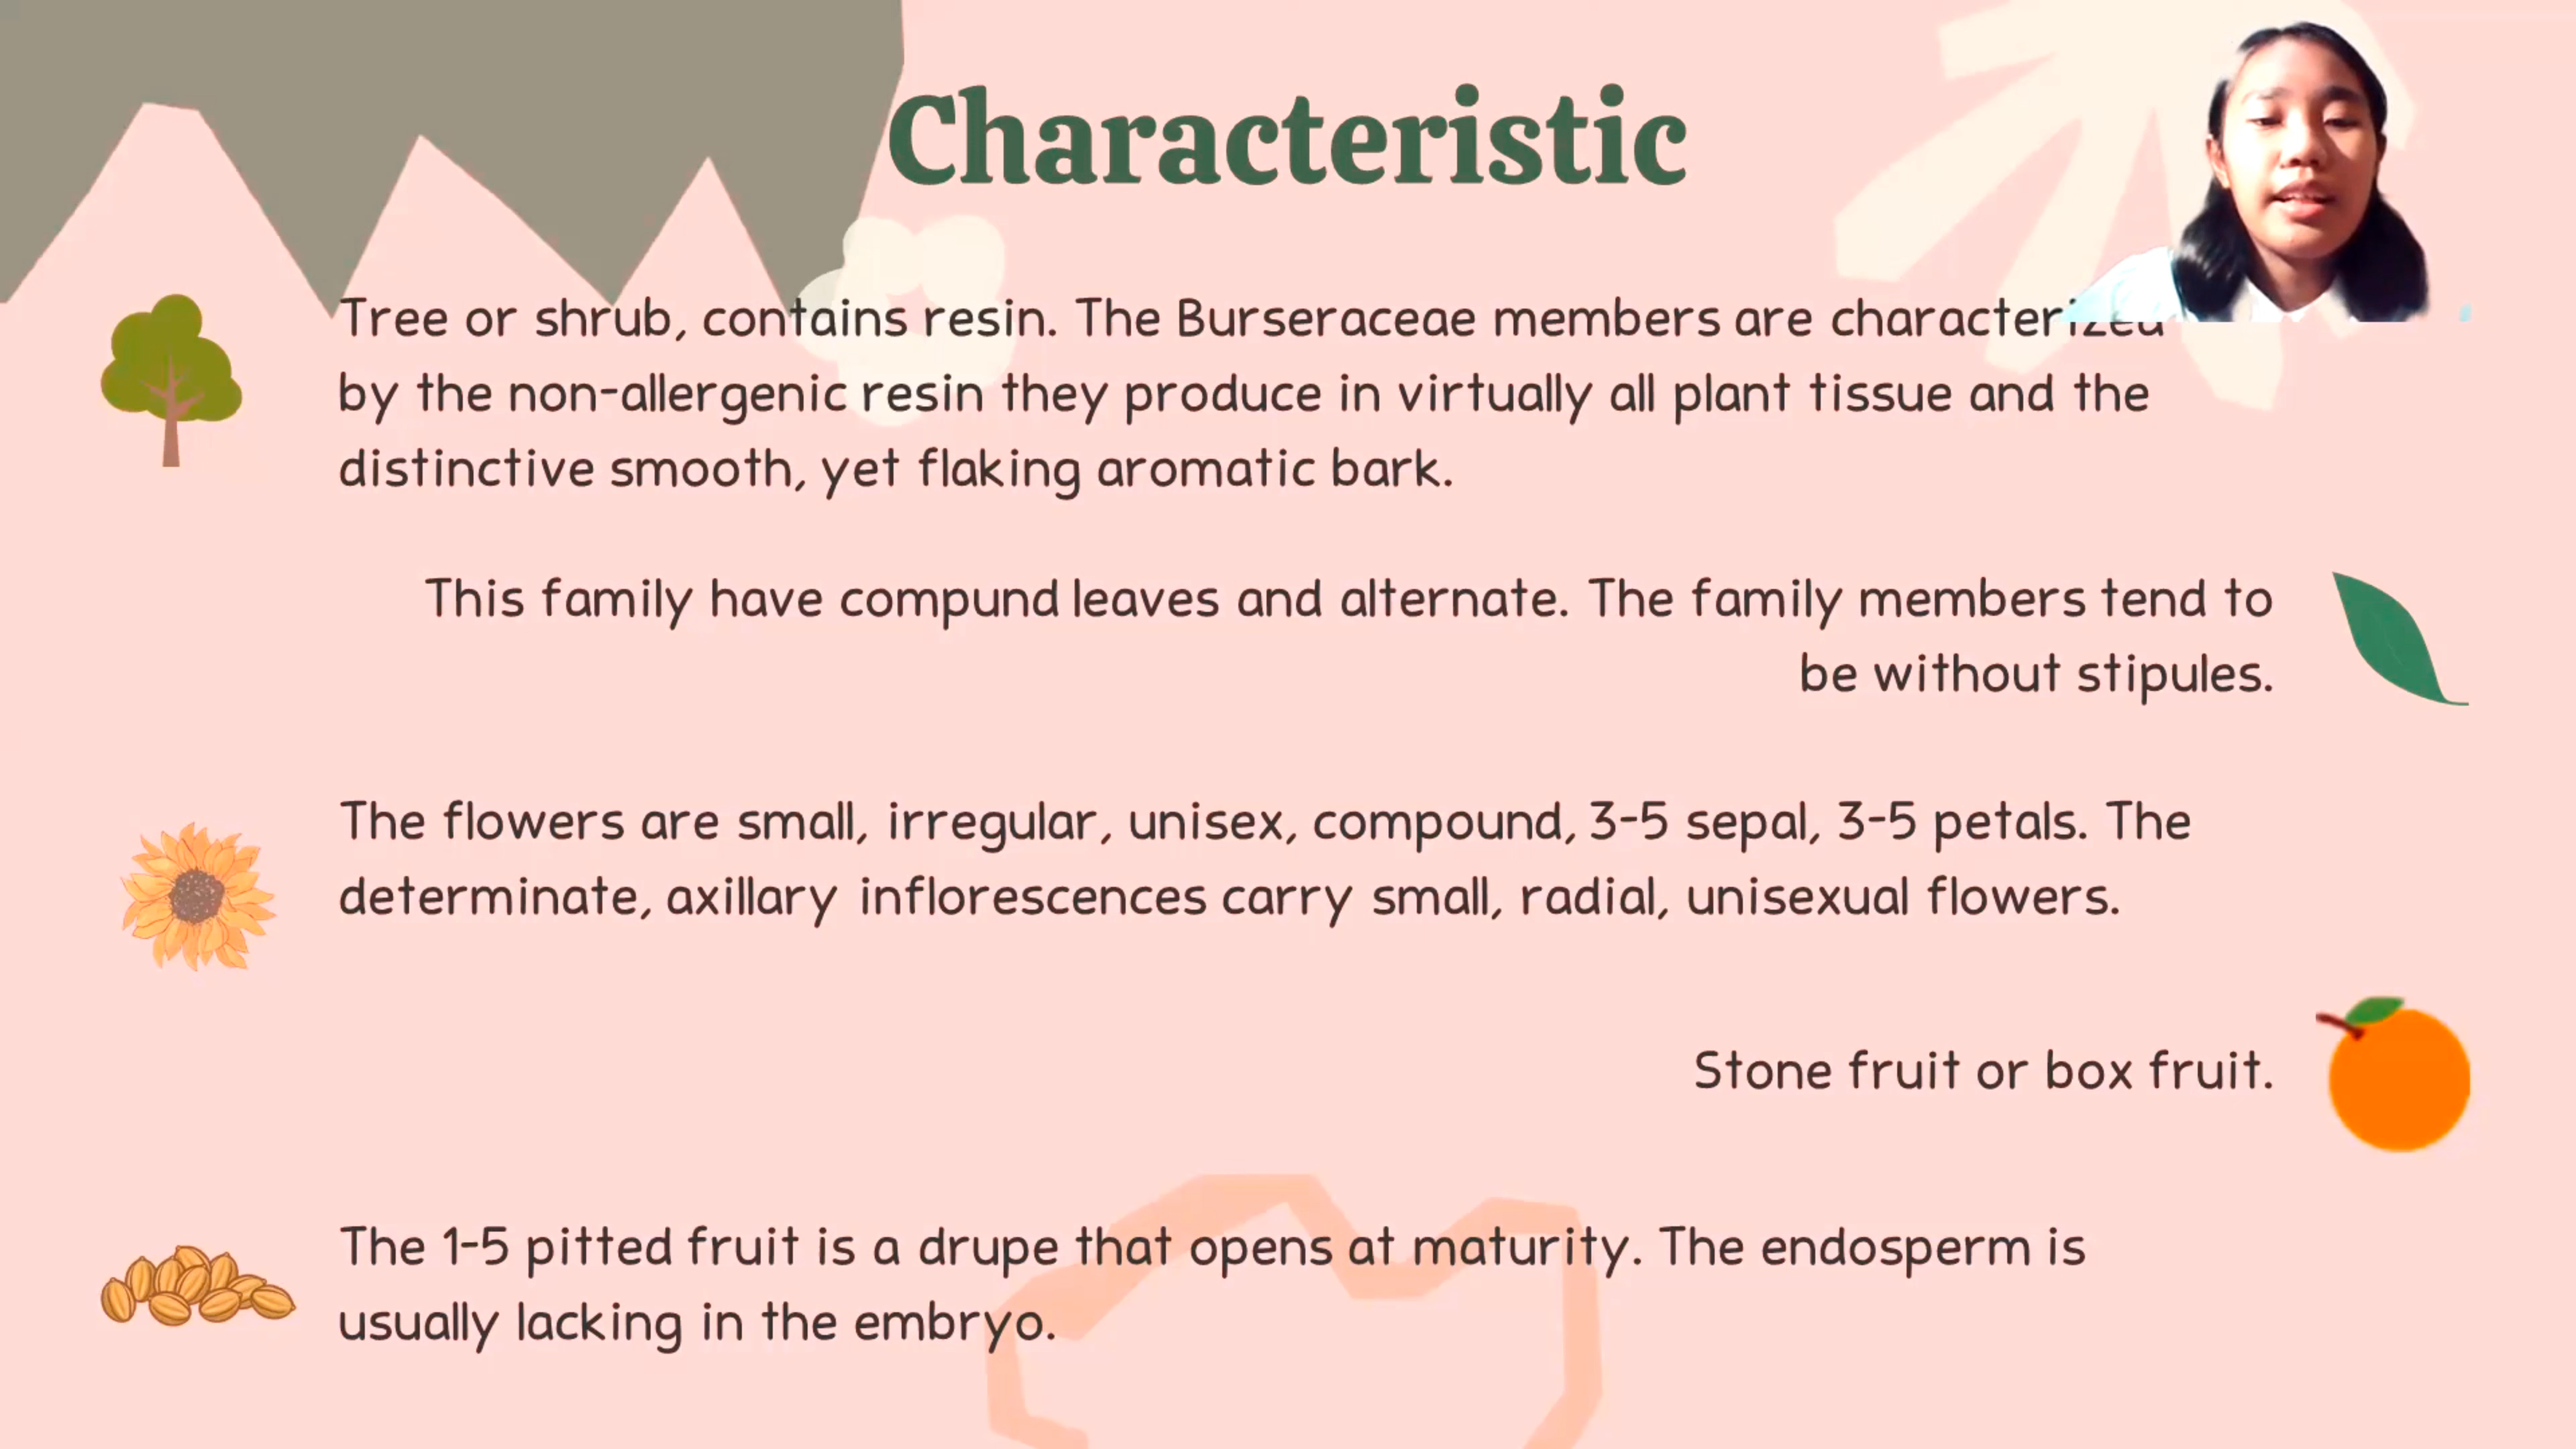 Characteristic
Tree or shrub, contains resin. The Burseraceae members are characterized
by the non-allergenic resin they produce in virtually all plant tissue and the
distinctive smooth, yet flaking aromatic bark.
This family have compund leaves and alternate. The family members tend to
be without stipules.
The flowers are small, irregular, unisex, compound, 3-5 sepal, 3-5 petals. The
determinate, axillary inflorescences carry small, radial, unisexual flowers.
Stone fruit or box fruit.
The 1-5 pitted fruit is a drupe that opens at maturity. The endosperm is
usually lacking in the embryo.